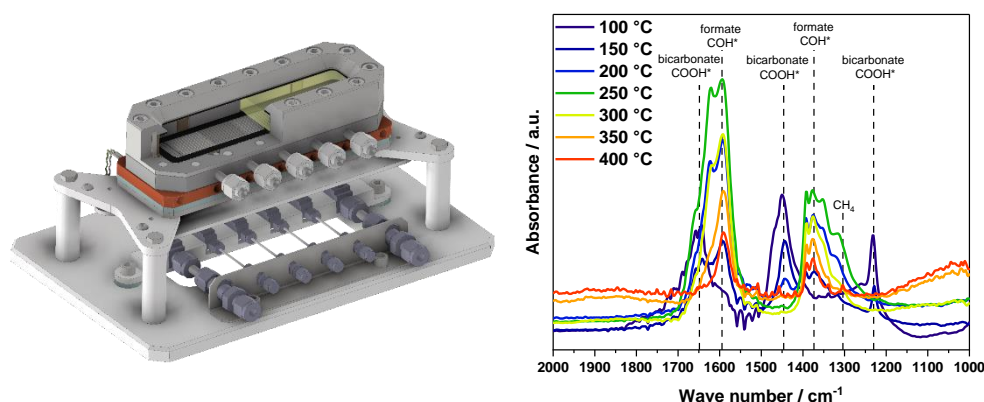 100 °C
150 °C
200 °C
250 °C
300 °C
350 °C
400 °C
formate
COH*
formate
COH*
bicarbonate
COOH*
bicarbonate
COOH*
bicarbonate
COOH*
CH₄
Absorbance / a.u.
2000 1900 1800 1700 1600 1500 1400 1300 1200 1100 1000
Wave number / cm⁻¹